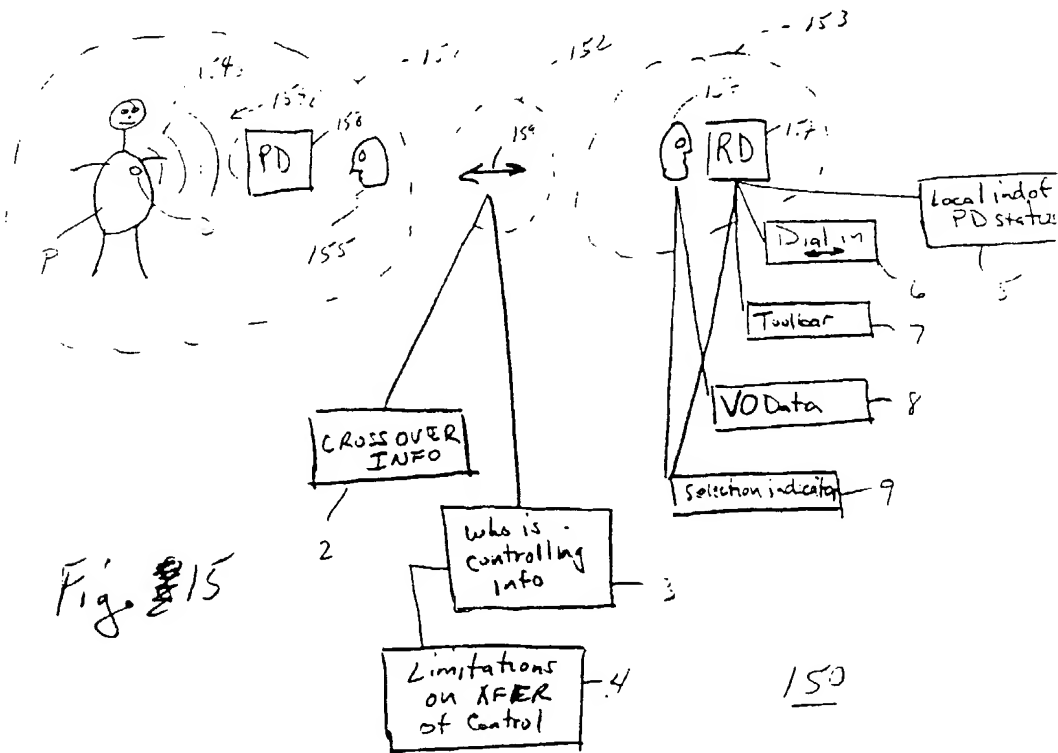 153
152
150
159
PD
RD
155
P
Local ind of
PD status
Dial in
6
5
Toolbar
7
VO Data
8
CROSSOVER
INFO
Selection indicator
9
2
who is
controlling
info
3
Fig. 15
Limitations
on XFER
of Control
4
150